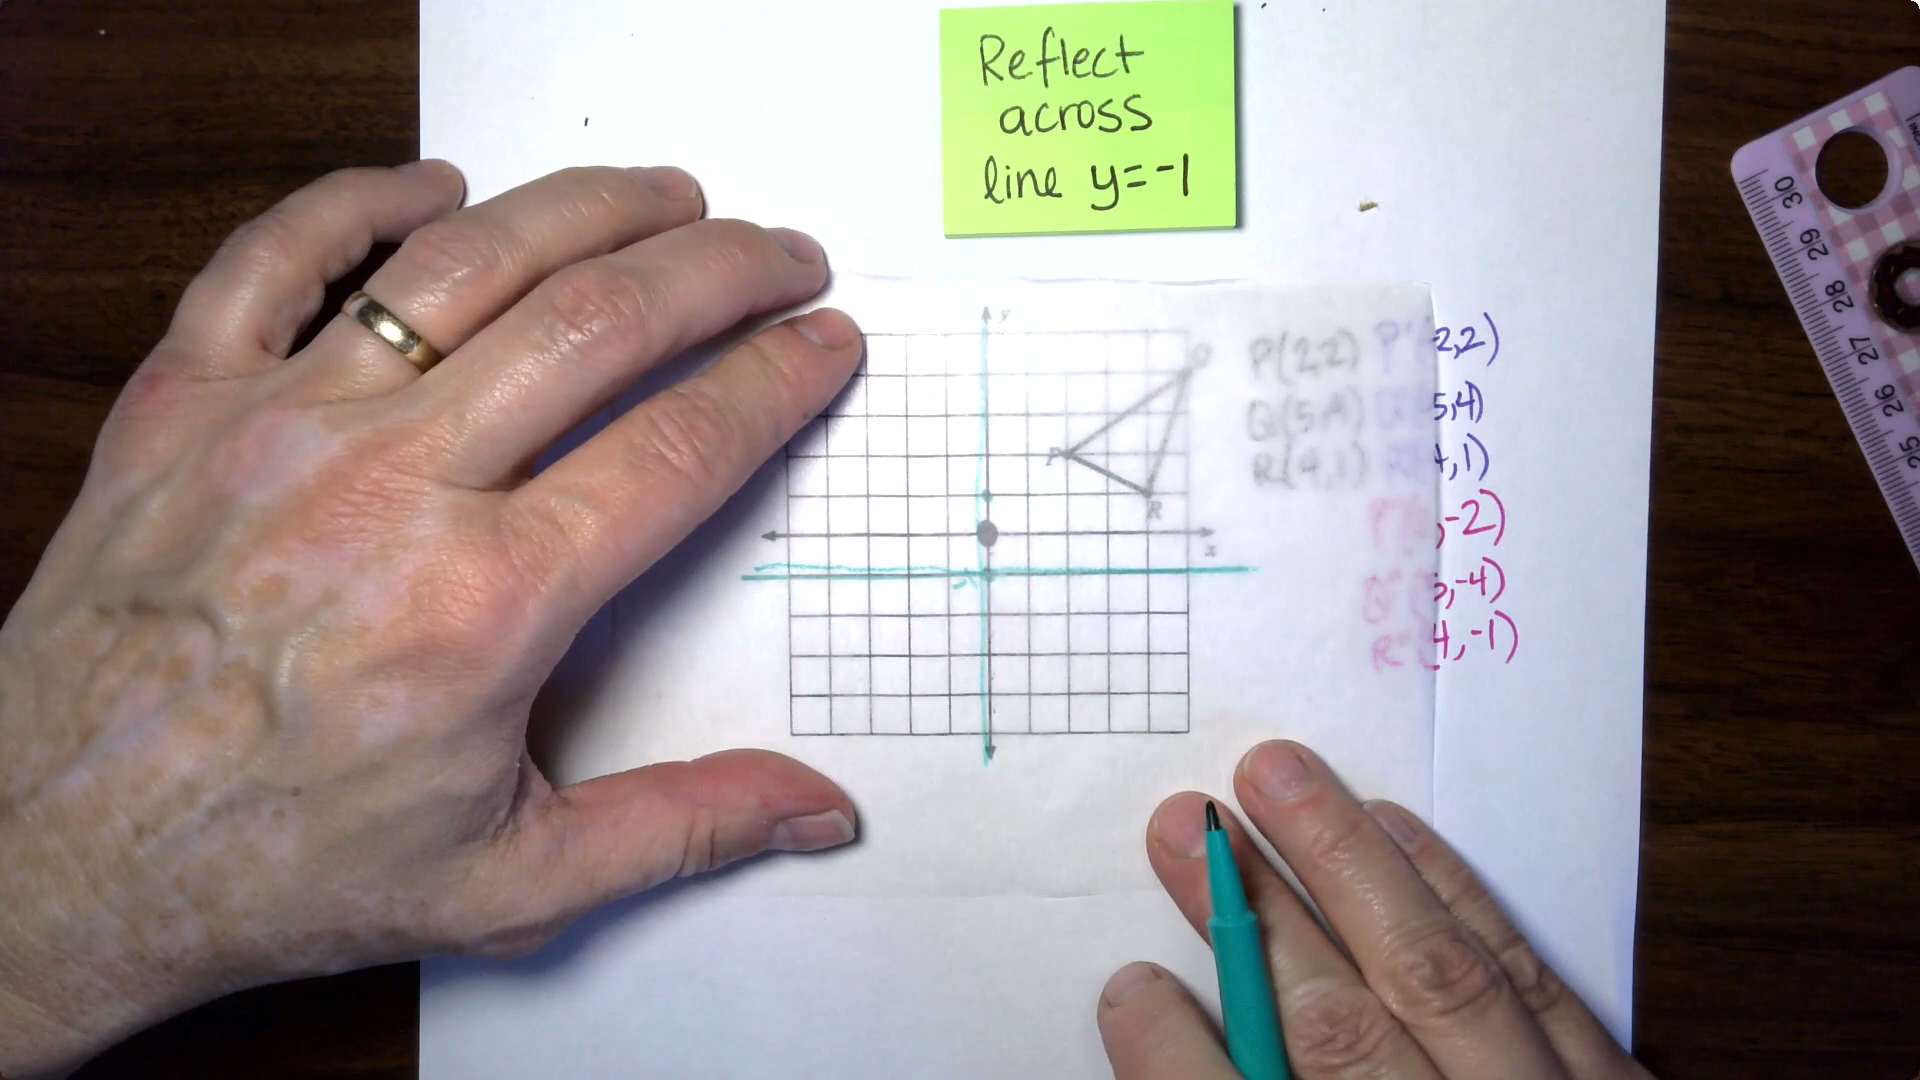 Reflect
across
line y=-1
y
Q
P
R
x
P(2,2) P'(-2,2)
Q(5,4) 5,4)
R(4,1) 4,1)
,-2)
Q" 5,-4)
R" (4,-1)
30
29
28
27
26
25